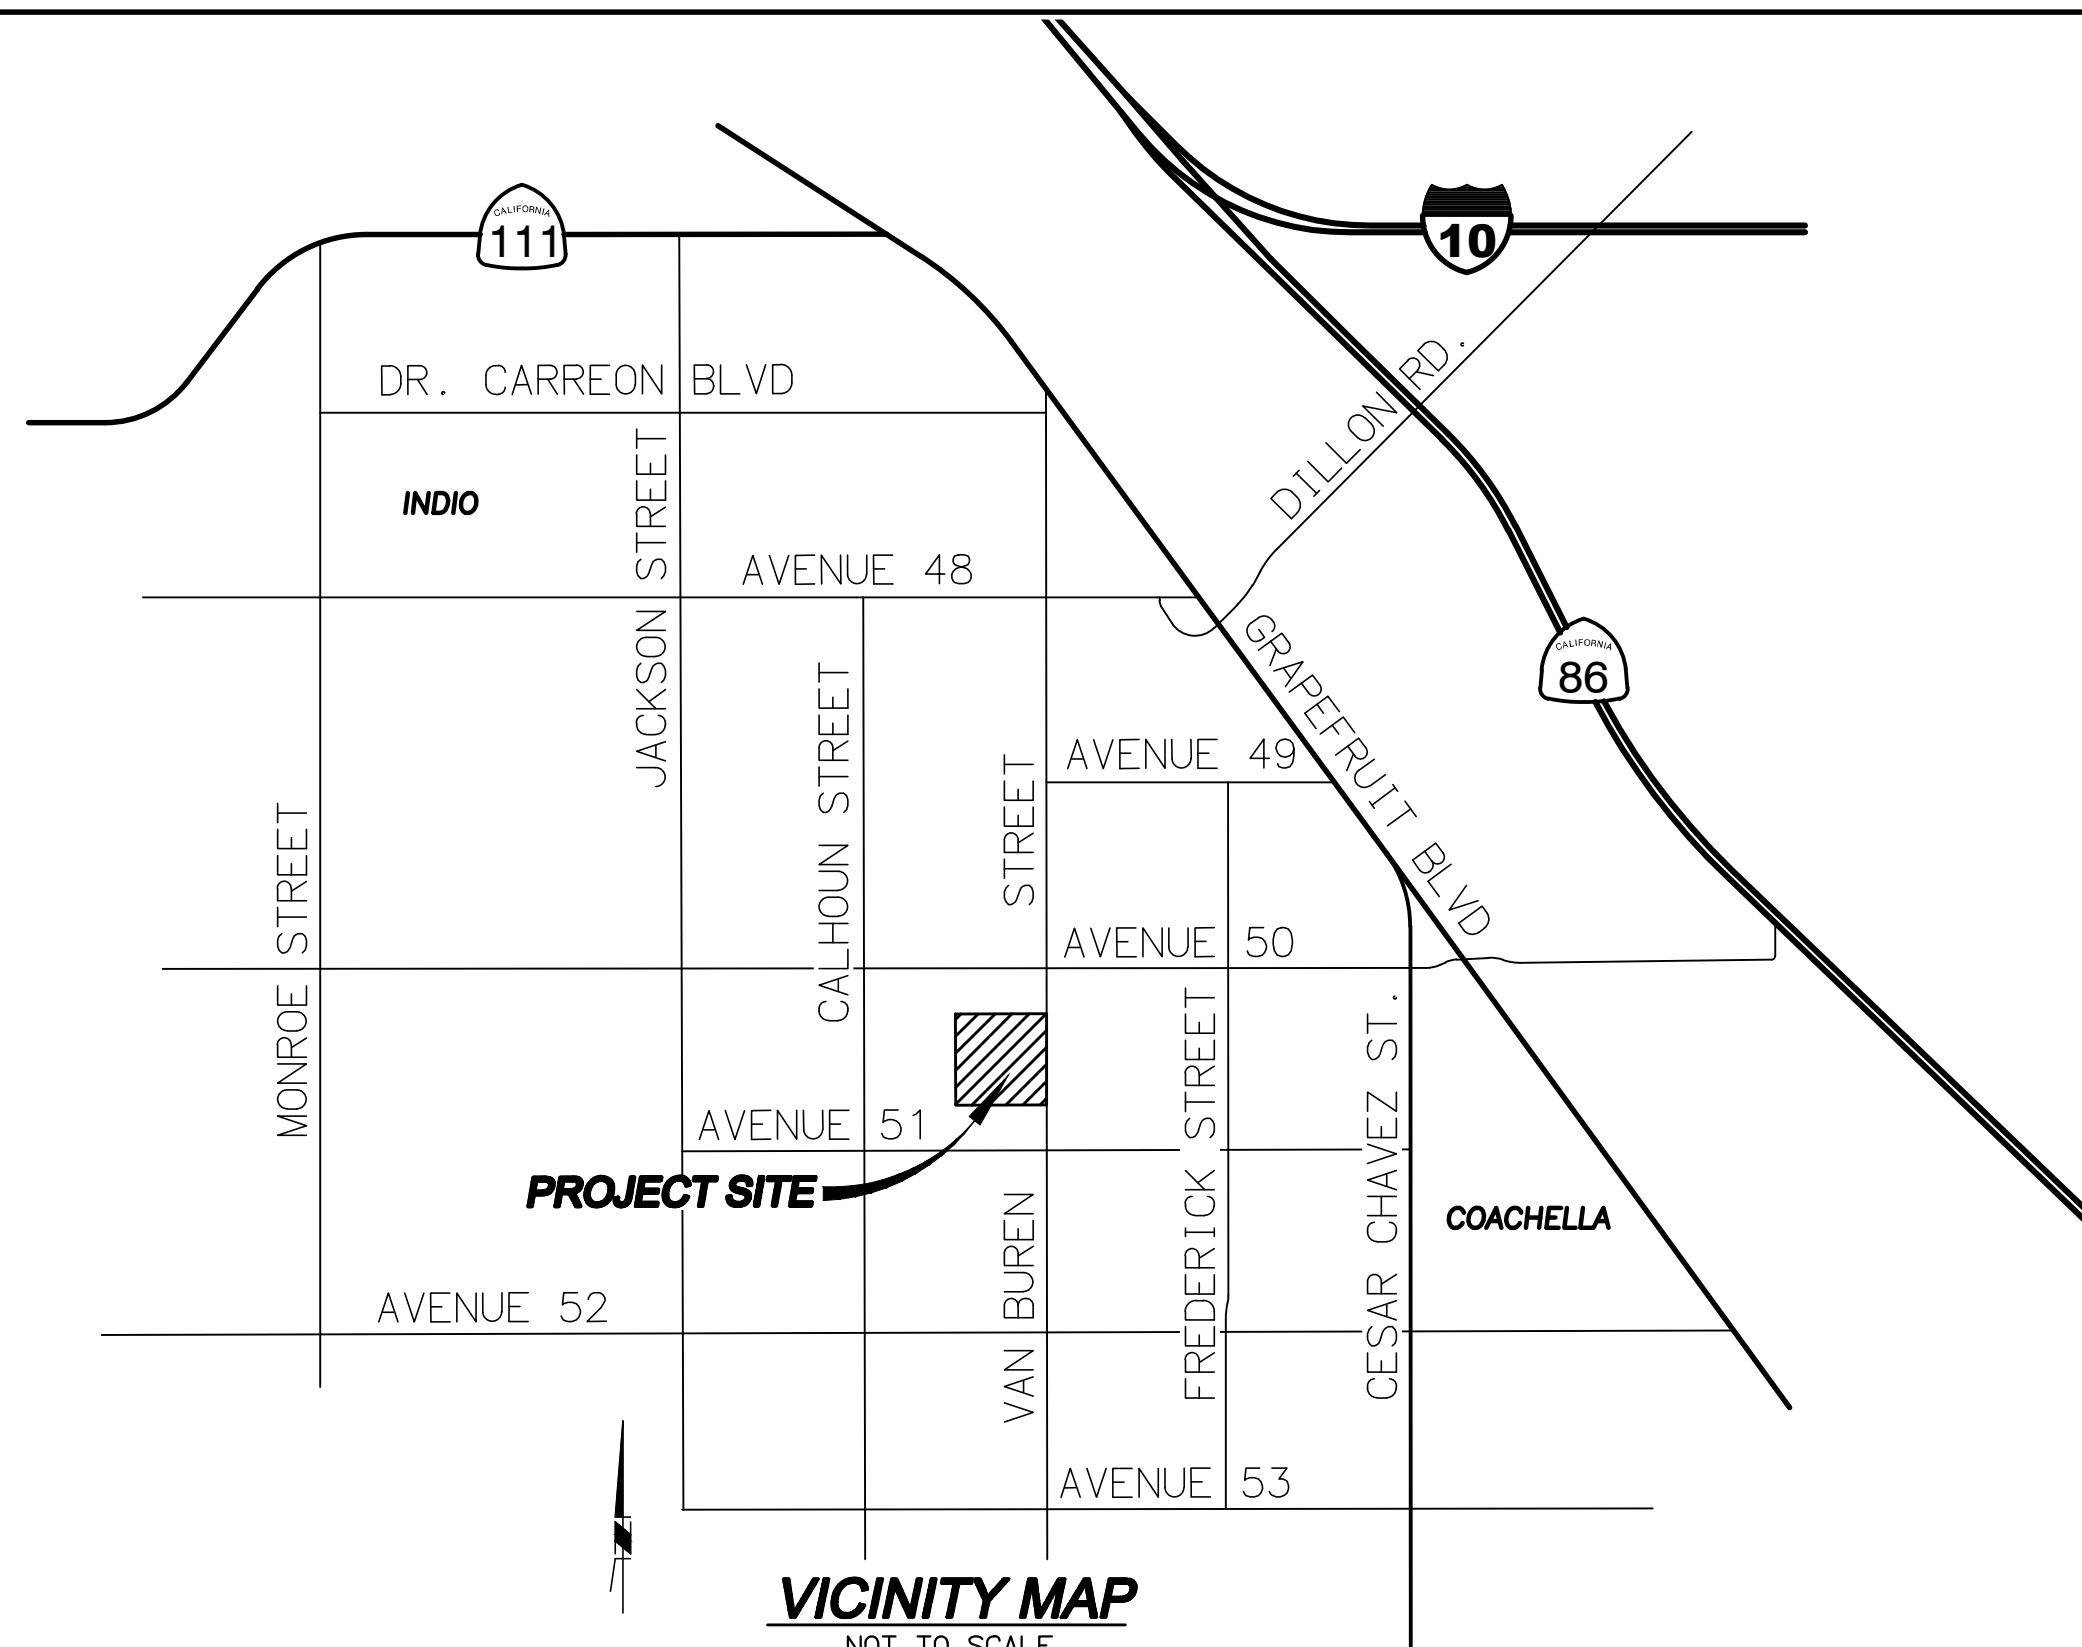 CALIFORNIA
111
10
DR. CARREON BLVD
DILLON RD.
INDIO
JACKSON STREET
AVENUE 48
GRAPEFRUIT BLVD
CALIFORNIA
86
CALHOUN STREET
AVENUE 49
MONROE STREET
VAN BUREN STREET
AVENUE 50
FREDERICK STREET
CESAR CHAVEZ ST.
AVENUE 51
PROJECT SITE
COACHELLA
AVENUE 52
AVENUE 53
N
VICINITY MAP
NOT TO SCALE